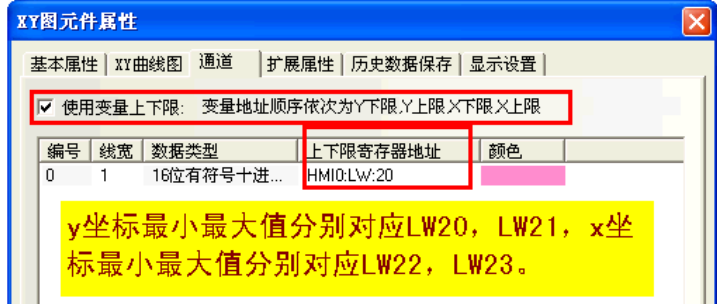 XY图元件属性
基本属性 XY曲线图 通道 扩展属性 历史数据保存 显示设置
使用变量上下限: 变量地址顺序依次为Y下限,Y上限,X下限,X上限
编号 线宽 数据类型 上下限寄存器地址 颜色
0 1 16位有符号十进... HMI0:LW:20
y坐标最小最大值分别对应LW20，LW21，x坐
标最小最大值分别对应LW22，LW23。